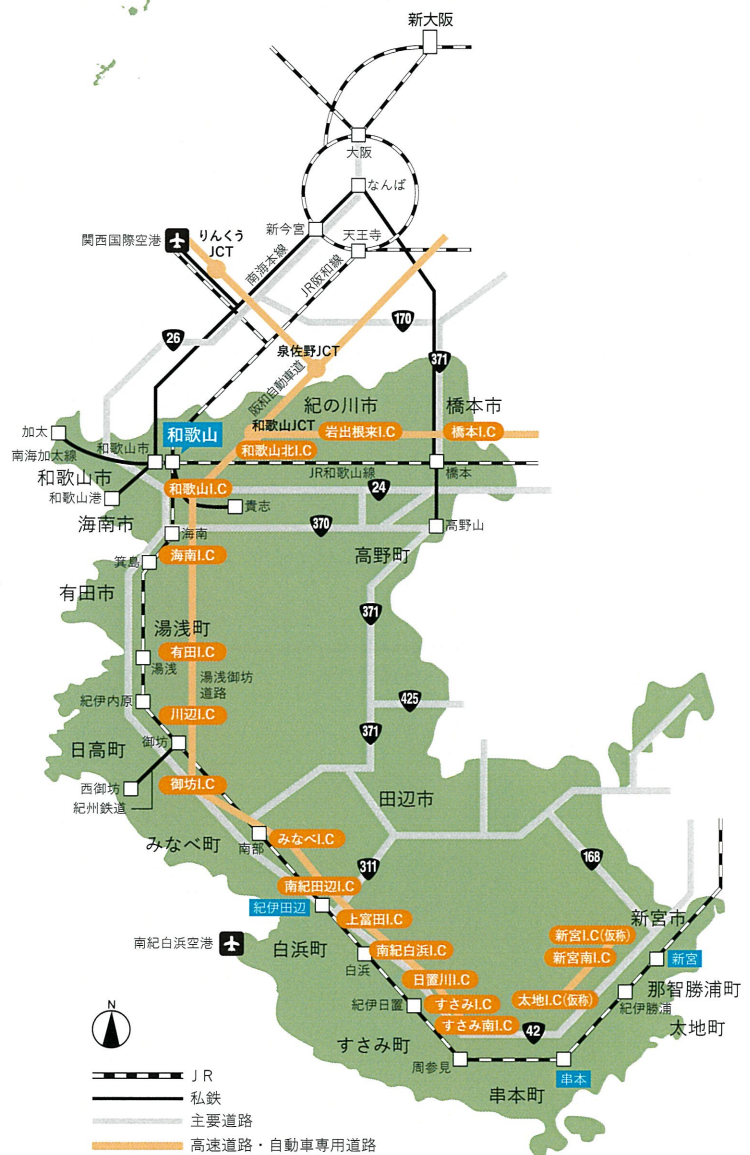 新大阪
大阪
なんば
新今宮
天王寺
関西国際空港
りんくう
JCT
南海本線
JR阪和線
26
170
371
泉佐野JCT
阪和自動車道
紀の川市
橋本市
和歌山JCT
岩出根来I.C
橋本I.C
加太
和歌山市
和歌山
和歌山北I.C
南海加太線
JR和歌山線
橋本
和歌山市
和歌山港
和歌山I.C
24
貴志
海南市
海南
370
高野山
箕島
海南I.C
高野町
有田市
371
湯浅町
有田I.C
湯浅
湯浅御坊
道路
紀伊内原
川辺I.C
425
371
日高町
御坊
西御坊
御坊I.C
紀州鉄道
田辺市
みなべ町
南部
みなべI.C
311
168
南紀田辺I.C
紀伊田辺
上富田I.C
新宮市
南紀白浜空港
白浜町
南紀白浜I.C
新宮I.C(仮称)
新宮南I.C
新宮
白浜
日置川I.C
那智勝浦町
紀伊日置
すさみI.C
太地I.C(仮称)
紀伊勝浦
すさみ南I.C
42
太地町
すさみ町
周参見
串本
串本町
N
JR
私鉄
主要道路
高速道路・自動車専用道路